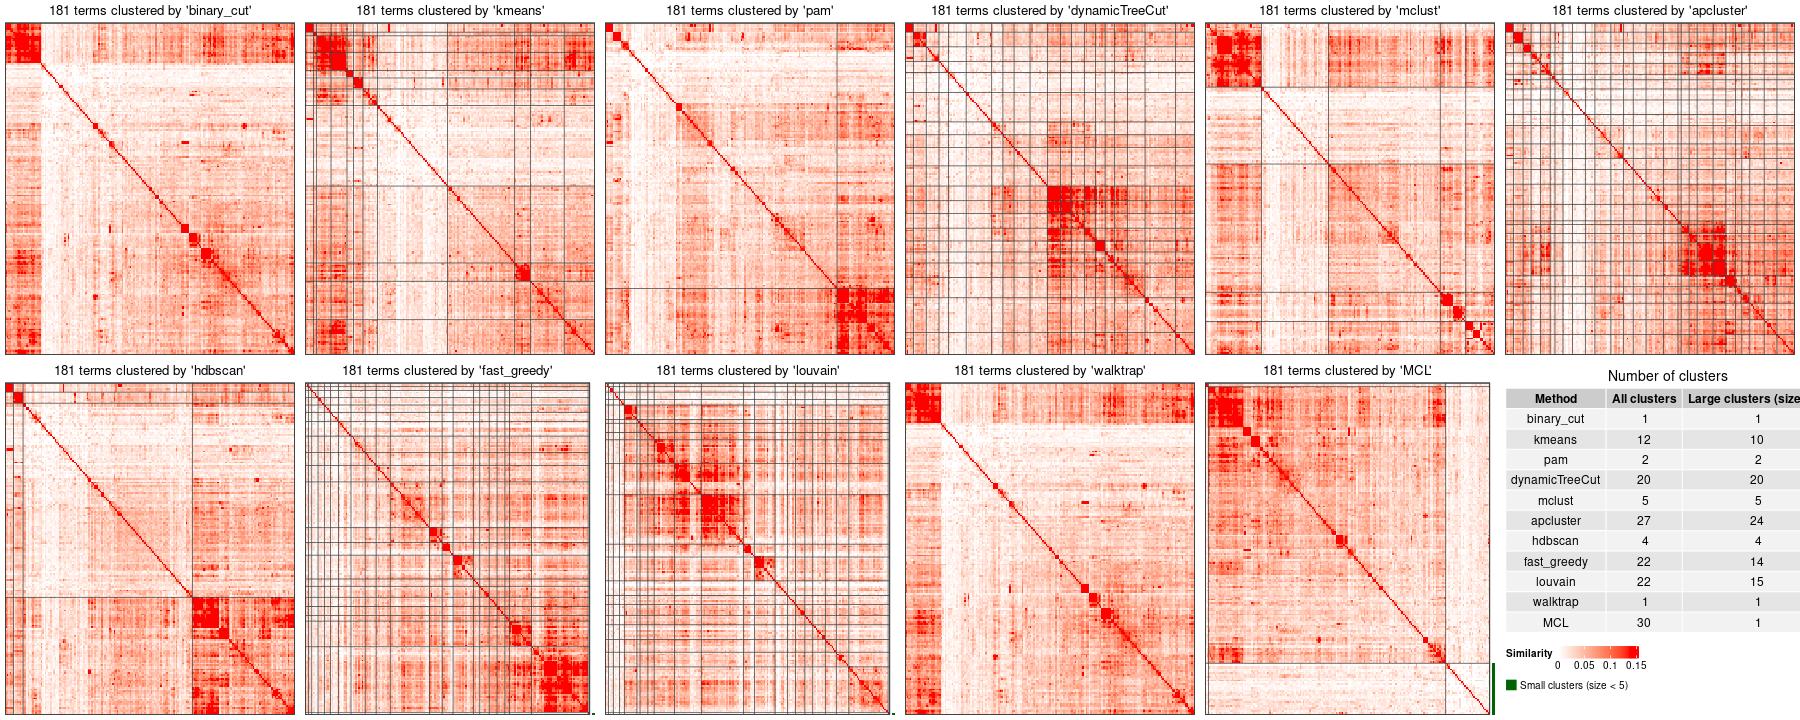 181 terms clustered by 'binary_cut'
181 terms clustered by 'kmeans'
181 terms clustered by 'pam'
181 terms clustered by 'dynamicTreeCut'
181 terms clustered by 'mclust'
181 terms clustered by 'apcluster'
181 terms clustered by 'hdbscan'
181 terms clustered by 'fast_greedy'
181 terms clustered by 'louvain'
181 terms clustered by 'walktrap'
181 terms clustered by 'MCL'
Number of clusters
Method All clusters Large clusters (size
binary_cut 1 1
kmeans 12 10
pam 2 2
dynamicTreeCut 20 20
mclust 5 5
apcluster 27 24
hdbscan 4 4
fast_greedy 22 14
louvain 22 15
walktrap 1 1
MCL 30 1
Similarity
0 0.05 0.1 0.15
Small clusters (size < 5)